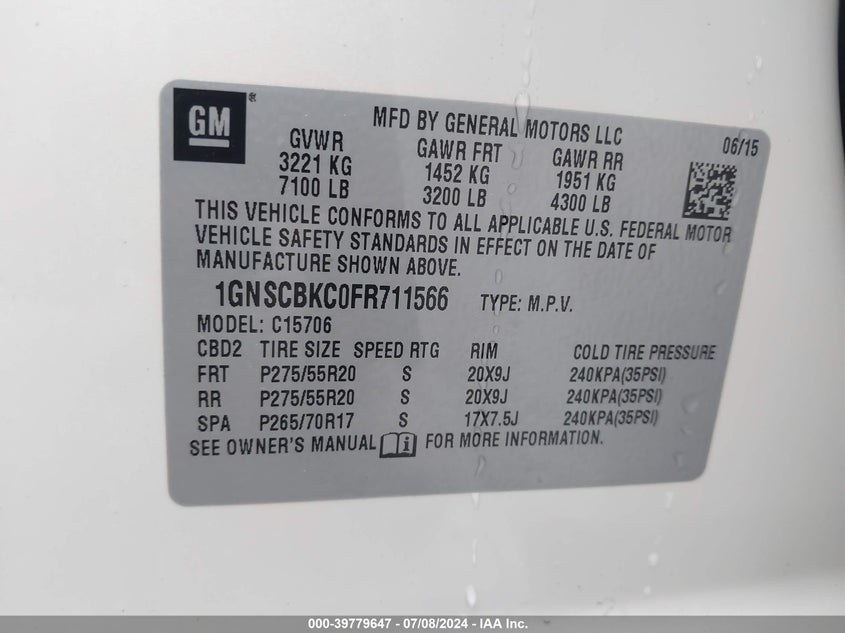 GM®
MFD BY GENERAL MOTORS LLC
06/15
GVWR GAWR FRT GAWR RR
3221 KG 1452 KG 1951 KG
7100 LB 3200 LB 4300 LB
THIS VEHICLE CONFORMS TO ALL APPLICABLE U.S. FEDERAL MOTOR
VEHICLE SAFETY STANDARDS IN EFFECT ON THE DATE OF
MANUFACTURE SHOWN ABOVE.
1GNSCBKC0FR711566 TYPE: M.P.V.
MODEL: C15706
CBD2 TIRE SIZE SPEED RTG RIM COLD TIRE PRESSURE
FRT P275/55R20 S 20X9J 240KPA(35PSI)
RR P275/55R20 S 20X9J 240KPA(35PSI)
SPA P265/70R17 S 17X7.5J 240KPA(35PSI)
SEE OWNER'S MANUAL i FOR MORE INFORMATION.
000-39779647 / 07/08/2024 - IAA Inc.